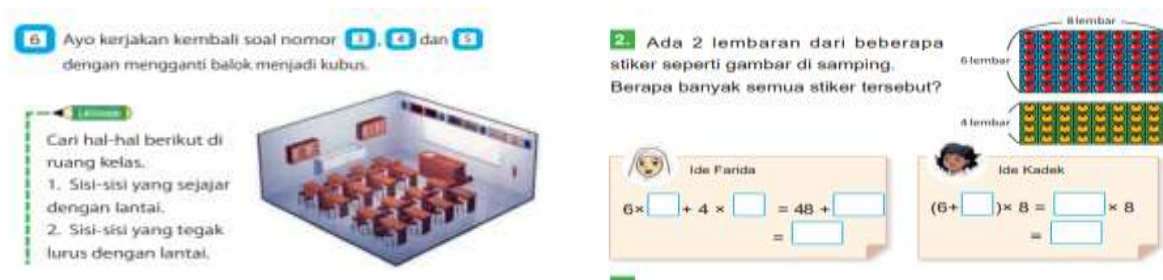 6 Ayo kerjakan kembali soal nomor 3, 4 dan 5
dengan mengganti balok menjadi kubus.
Latihan
Cari hal-hal berikut di
ruang kelas.
1. Sisi-sisi yang sejajar
dengan lantai.
2. Sisi-sisi yang tegak
lurus dengan lantai.
2. Ada 2 lembaran dari beberapa
stiker seperti gambar di samping.
Berapa banyak semua stiker tersebut?
8 lembar
6 lembar
4 lembar
Ide Farida
6× + 4 × = 48 +
=
Ide Kadek
(6+ )× 8 = × 8
=